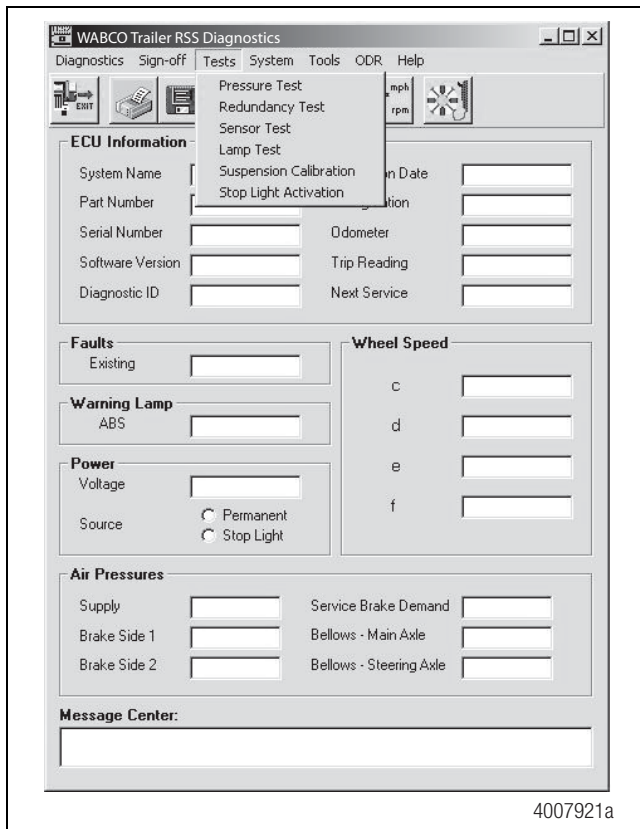 WABCO Trailer RSS Diagnostics
Diagnostics Sign-off Tests System Tools ODR Help
Pressure Test
Redundancy Test
Sensor Test
Lamp Test
Suspension Calibration
Stop Light Activation
EXIT
mph
rpm
ECU Information
System Name
n Date
Part Number
ation
Serial Number
Odometer
Software Version
Trip Reading
Diagnostic ID
Next Service
Faults
Existing
Wheel Speed
c
d
e
f
Warning Lamp
ABS
Power
Voltage
Source
Permanent
Stop Light
Air Pressures
Supply
Service Brake Demand
Brake Side 1
Bellows - Main Axle
Brake Side 2
Bellows - Steering Axle
Message Center:
4007921a